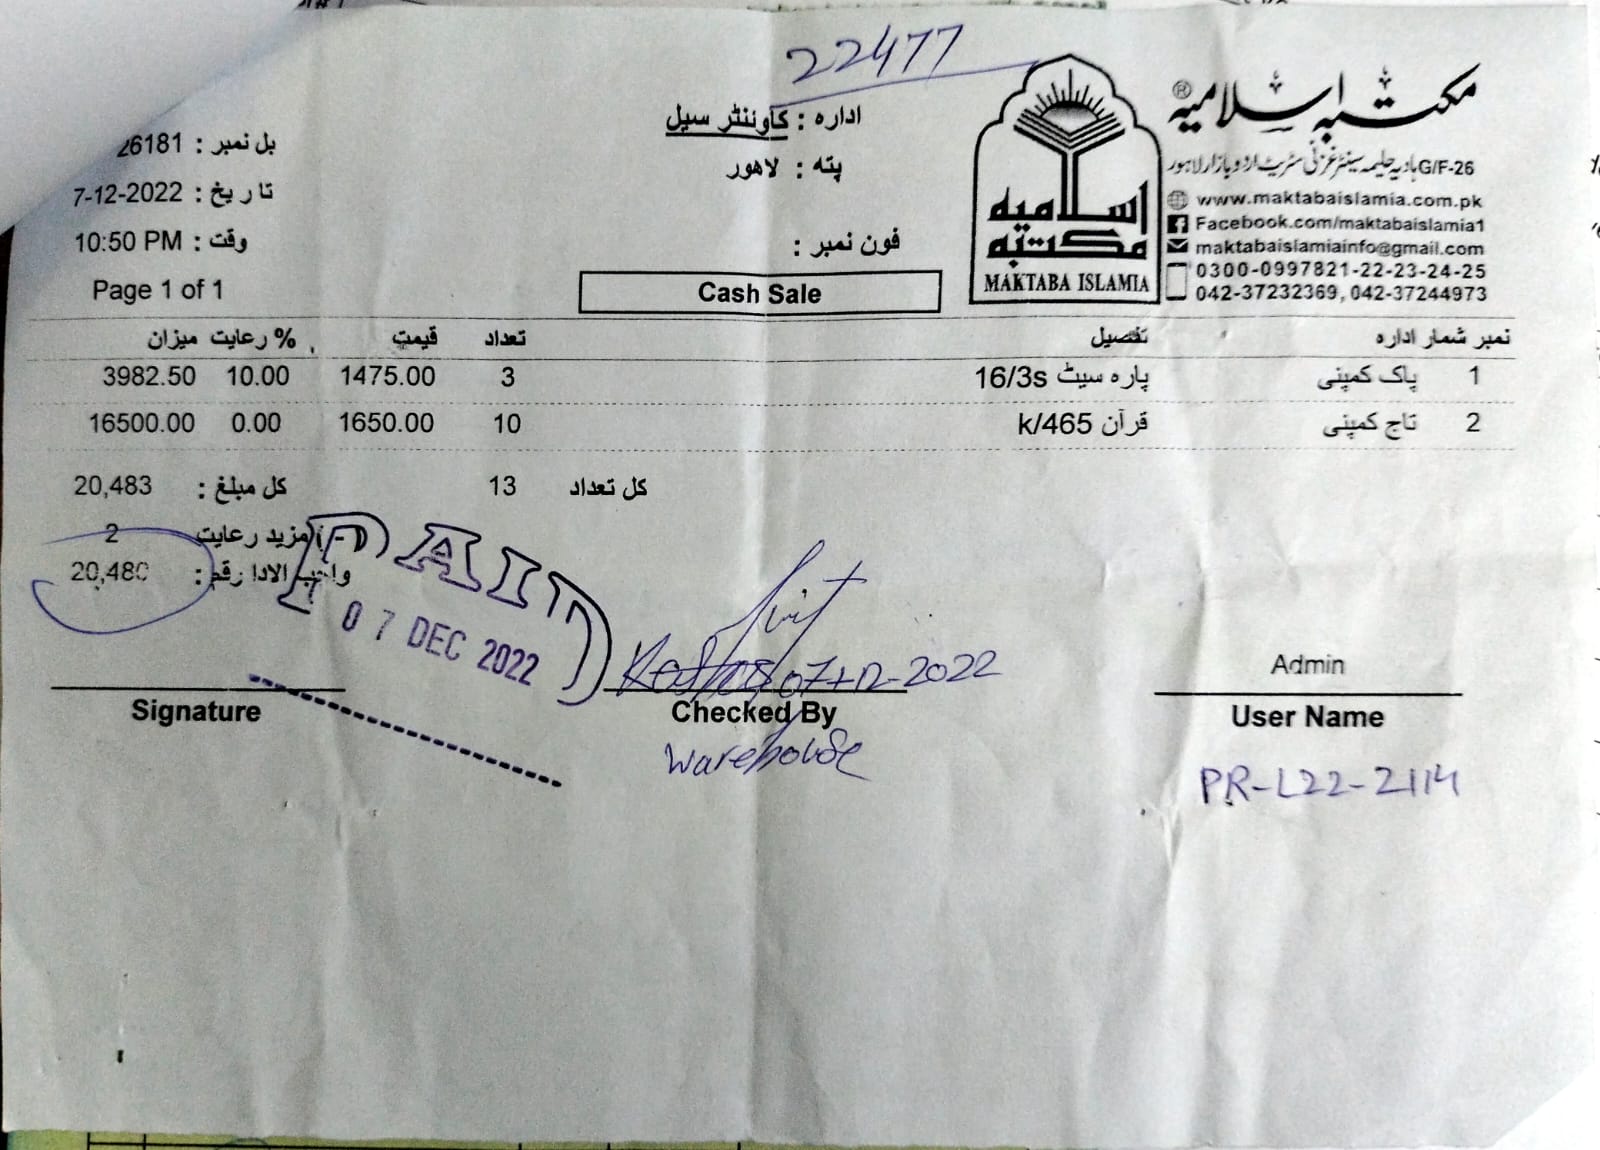 22477
مکتبہ اسلامیہ ®
G/F-26 ہادیہ حلیمہ سینٹر غزنی سٹریٹ اردو بازار لاہور
www.maktabaislamia.com.pk
Facebook.com/maktabaislamia1
maktabaislamiainfo@gmail.com
0300-0997821-22-23-24-25
042-37232369, 042-37244973
اسلامیہ
مکتبہ
MAKTABA ISLAMIA
ادارہ : کاؤنٹر سیل
پتہ : لاھور
فون نمبر :
Cash Sale
بل نمبر : 26181
تاریخ : 7-12-2022
وقت : 10:50 PM
Page 1 of 1
نمبر شمار ادارہ تفصیل تعداد قیمت % رعایت میزان
1 پاک کمپنی پارہ سیٹ 16/3s 3 1475.00 10.00 3982.50
2 تاج کمپنی قرآن k/465 10 1650.00 0.00 16500.00
کل تعداد 13 کل مبلغ : 20,483
(-) مزید رعایت 2
واجب الادا رقم : 20,480
PAID
07 DEC 2022
07-12-2022
Admin
Signature Checked By User Name
Warehouse
PR-L22-2114